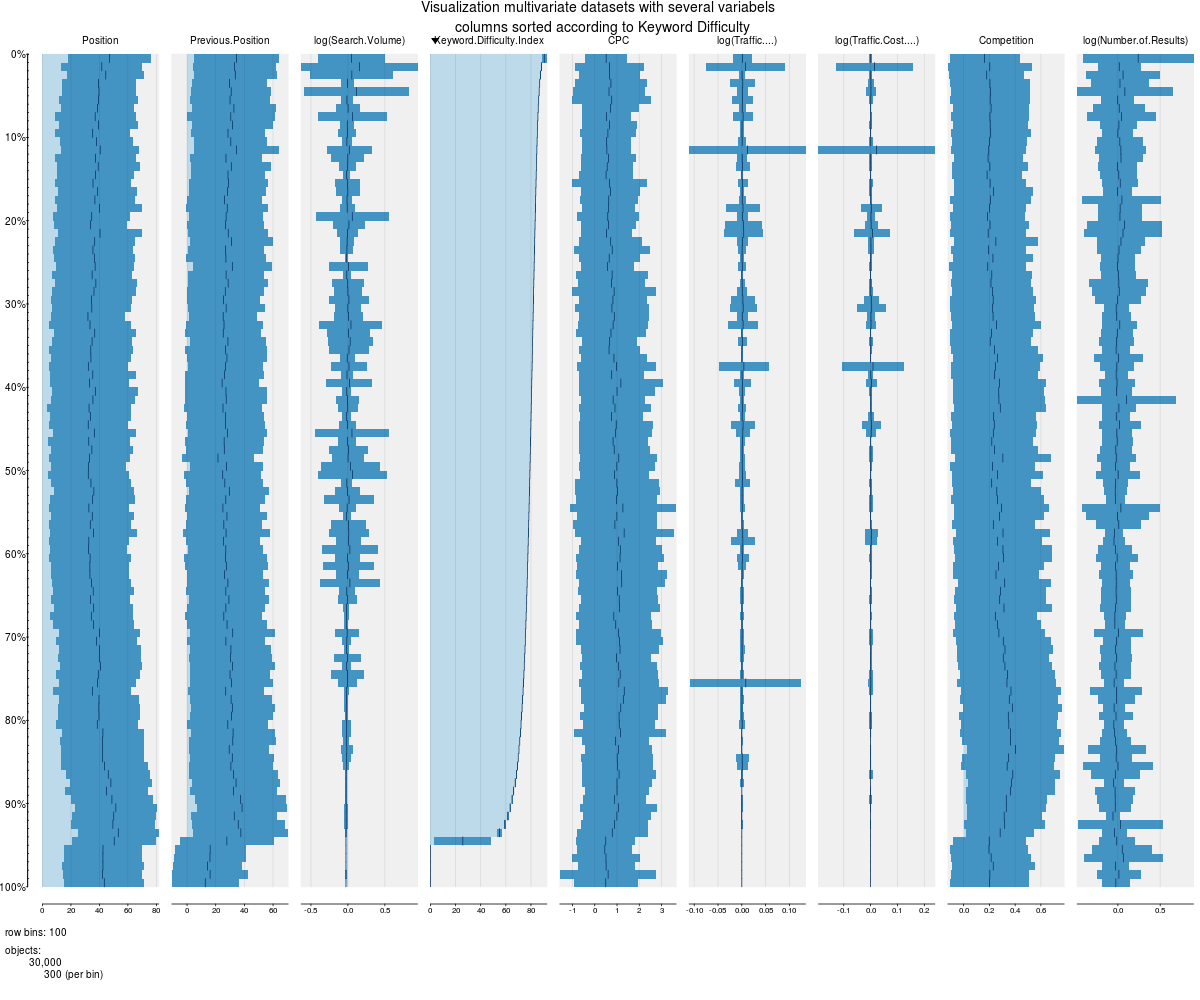 Visualization multivariate datasets with several variabels
columns sorted according to Keyword Difficulty
Position Previous.Position log(Search.Volume) Keyword.Difficulty.Index CPC log(Traffic....) log(Traffic.Cost....) Competition log(Number.of.Results)
0%
10%
20%
30%
40%
50%
60%
70%
80%
90%
100%
0 20 40 60 80 0 20 40 60 -0.5 0.0 0.5 0 20 40 60 80 -1 0 1 2 3 -0.10 -0.05 0.00 0.05 0.10 -0.1 0.0 0.1 0.2 0.0 0.2 0.4 0.6 0.0 0.5
row bins: 100
objects:
30,000
300 (per bin)